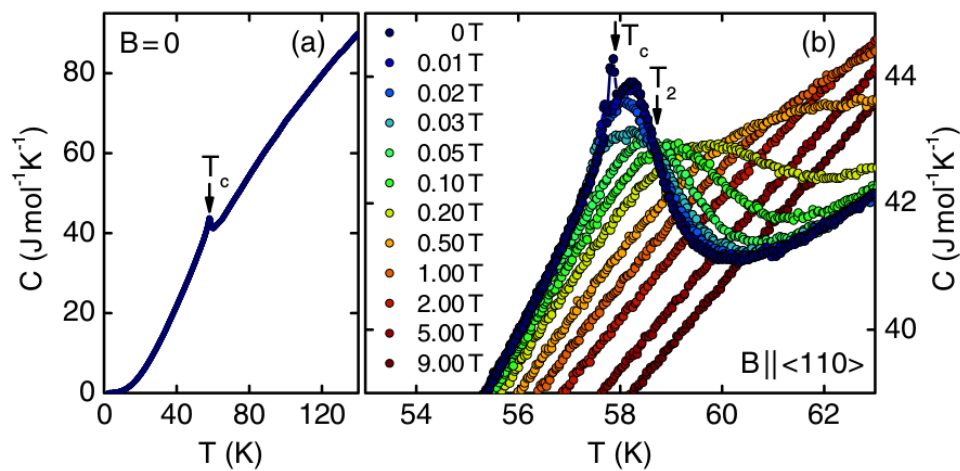 B = 0
(a)
T_c
80
60
40
20
0
0 40 80 120
C (J mol⁻¹K⁻¹)
T (K)
(b)
0 T
0.01 T
0.02 T
0.03 T
0.05 T
0.10 T
0.20 T
0.50 T
1.00 T
2.00 T
5.00 T
9.00 T
T_c
T_2
B || <110>
54 56 58 60 62
T (K)
44
42
40
C (J mol⁻¹K⁻¹)